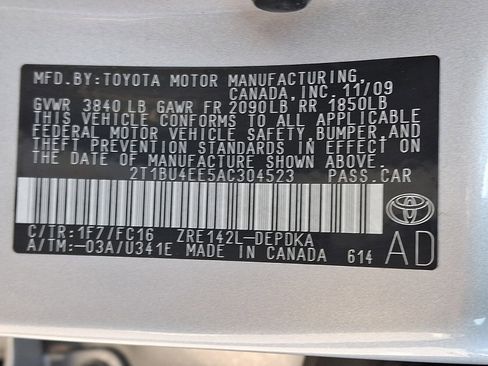 MFD.BY:TOYOTA MOTOR MANUFACTURING,
CANADA,INC. 11/09
GVWR 3840 LB GAWR FR 2090LB RR 1850LB
THIS VEHICLE CONFORMS TO ALL APPLICABLE
FEDERAL MOTOR VEHICLE SAFETY,BUMPER,AND
THEFT PREVENTION STANDARDS IN EFFECT ON
THE DATE OF MANUFACTURE SHOWN ABOVE.
2T1BU4EE5AC304523 PASS.CAR
C/TR:1F7/FC16 ZRE142L-DEPDKA
A/TM:-03A/U341E MADE IN CANADA 614
AD